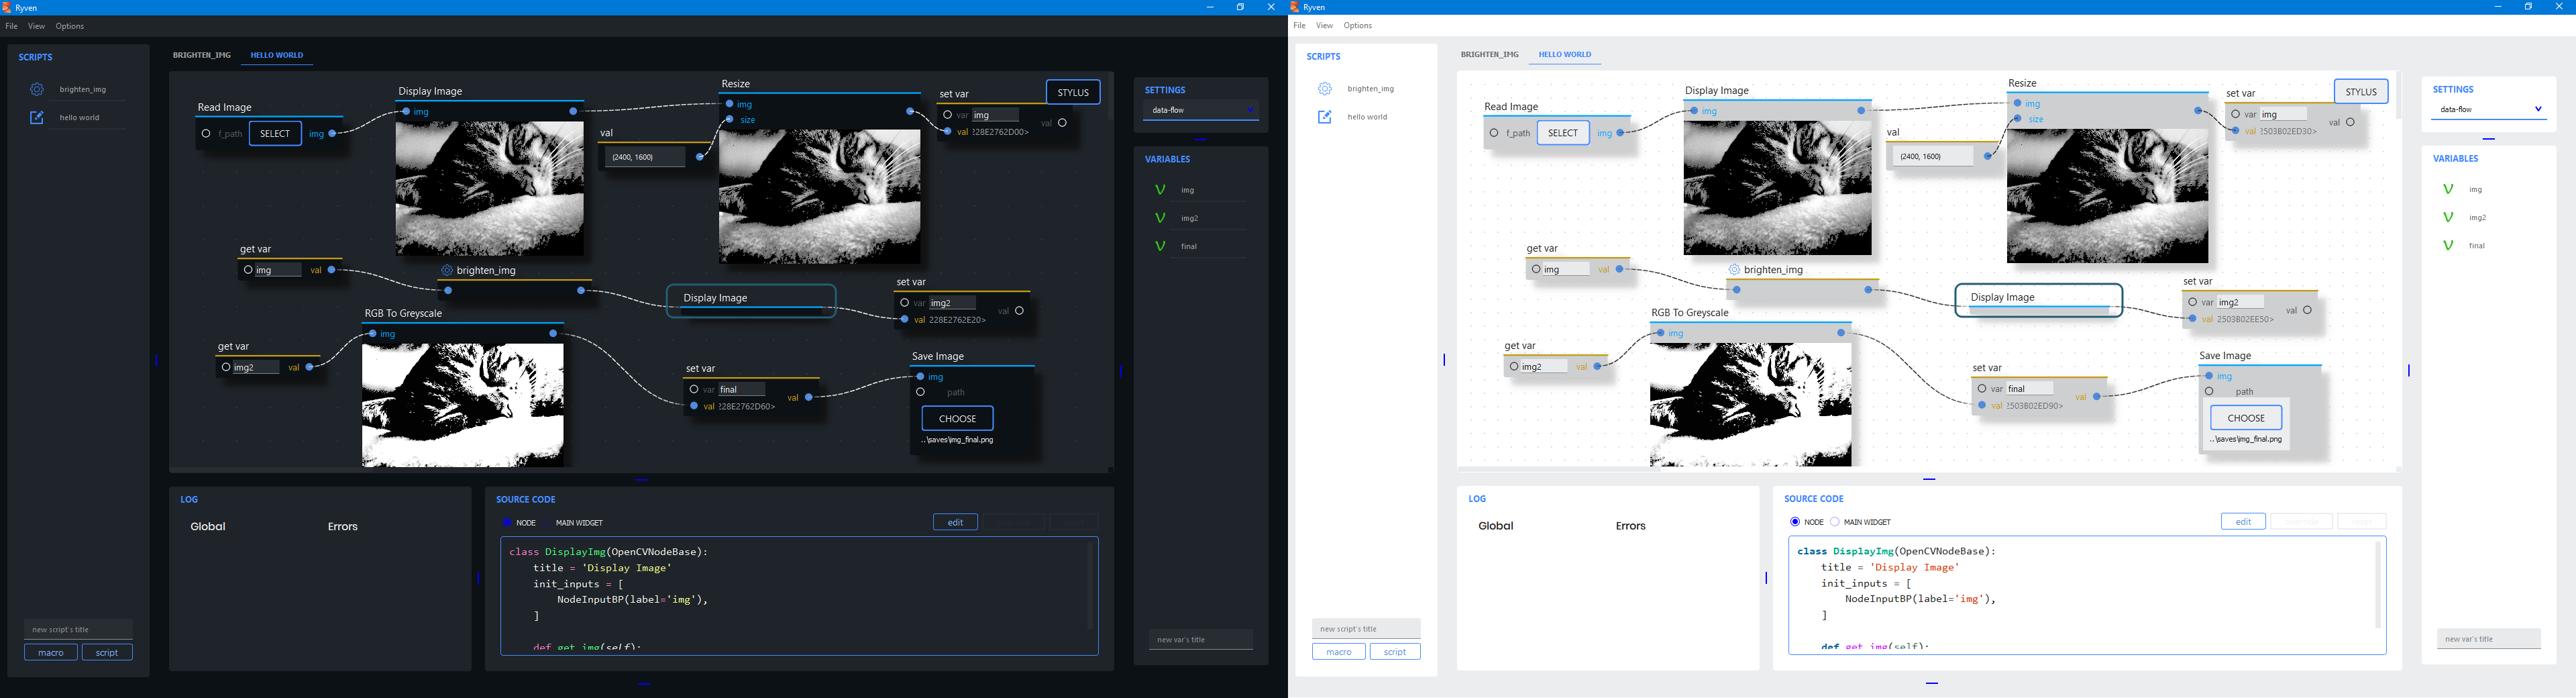 Ryven
File View Options
SCRIPTS
brighten_img
hello world
new script's title
macro script
BRIGHTEN_IMG HELLO WORLD
Read Image
f_path SELECT img
Display Image
img
val
(2400, 1600)
Resize
img
size
set var
var img
val ?28E2762D00> val
STYLUS
get var
img val
brighten_img
Display Image
set var
var img2
val 228E2762E20> val
RGB To Greyscale
img
get var
img2 val
set var
var final
val ?28E2762D60> val
Save Image
img
path
CHOOSE
..\saves\img_final.png
LOG
Global Errors
SOURCE CODE
NODE MAIN WIDGET edit
class DisplayImg(OpenCVNodeBase):
title = 'Display Image'
init_inputs = [
NodeInputBP(label='img'),
]
def get_img(self):
SETTINGS
data-flow
VARIABLES
img
img2
final
new var's title
Ryven
File View Options
SCRIPTS
brighten_img
hello world
new script's title
macro script
BRIGHTEN_IMG HELLO WORLD
Read Image
f_path SELECT img
Display Image
img
val
(2400, 1600)
Resize
img
size
set var
var img
val ?503B02ED30> val
STYLUS
get var
img val
brighten_img
Display Image
set var
var img2
val 2503B02EE50> val
RGB To Greyscale
img
get var
img2 val
set var
var final
val ?503B02ED90> val
Save Image
img
path
CHOOSE
..\saves\img_final.png
LOG
Global Errors
SOURCE CODE
NODE MAIN WIDGET edit override reset
class DisplayImg(OpenCVNodeBase):
title = 'Display Image'
init_inputs = [
NodeInputBP(label='img'),
]
def get_img(self):
SETTINGS
data-flow
VARIABLES
img
img2
final
new var's title